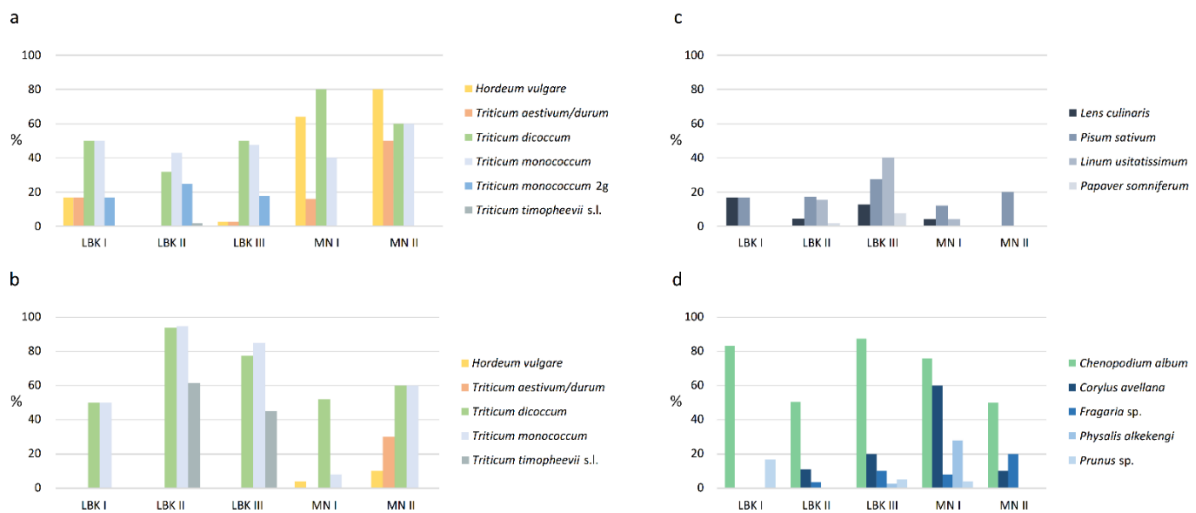 a
100
80
60
%
40
20
0
LBK I LBK II LBK III MN I MN II
Hordeum vulgare
Triticum aestivum/durum
Triticum dicoccum
Triticum monococcum
Triticum monococcum 2g
Triticum timopheevii s.l.
c
100
80
60
%
40
20
0
LBK I LBK II LBK III MN I MN II
Lens culinaris
Pisum sativum
Linum usitatissimum
Papaver somniferum
b
100
80
60
%
40
20
0
LBK I LBK II LBK III MN I MN II
Hordeum vulgare
Triticum aestivum/durum
Triticum dicoccum
Triticum monococcum
Triticum timopheevii s.l.
d
100
80
60
%
40
20
0
LBK I LBK II LBK III MN I MN II
Chenopodium album
Corylus avellana
Fragaria sp.
Physalis alkekengi
Prunus sp.